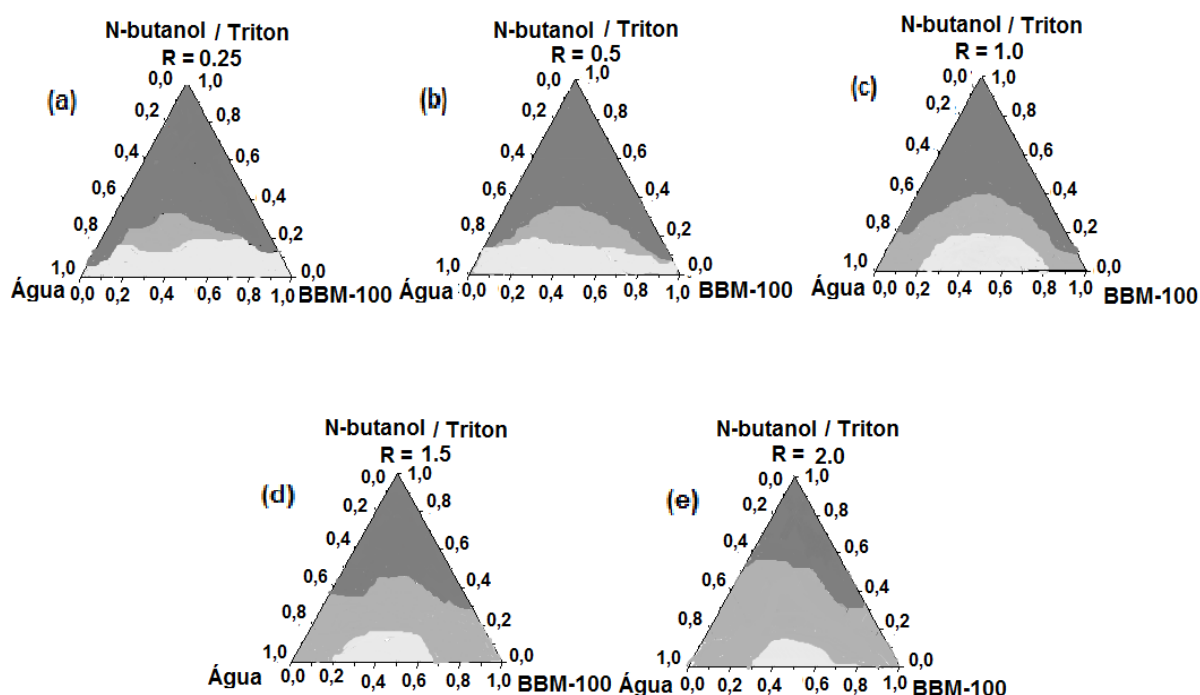 N-butanol / Triton
R = 0.25
0,0 1,0
(a)
0,2 0,8
0,4 0,6
0,6 0,4
0,8 0,2
1,0 0,0
Água 0,0 0,2 0,4 0,6 0,8 1,0 BBM-100
N-butanol / Triton
R = 0.5
0,0 1,0
(b)
0,2 0,8
0,4 0,6
0,6 0,4
0,8 0,2
1,0 0,0
Água 0,0 0,2 0,4 0,6 0,8 1,0 BBM-100
N-butanol / Triton
R = 1.0
0,0 1,0
(c)
0,2 0,8
0,4 0,6
0,6 0,4
0,8 0,2
1,0 0,0
Água 0,0 0,2 0,4 0,6 0,8 1,0 BBM-100
N-butanol / Triton
R = 1.5
0,0 1,0
(d)
0,2 0,8
0,4 0,6
0,6 0,4
0,8 0,2
1,0 0,0
Água 0,0 0,2 0,4 0,6 0,8 1,0 BBM-100
N-butanol / Triton
R = 2.0
0,0 1,0
(e)
0,2 0,8
0,4 0,6
0,6 0,4
0,8 0,2
1,0 0,0
Água 0,0 0,2 0,4 0,6 0,8 1,0 BBM-100